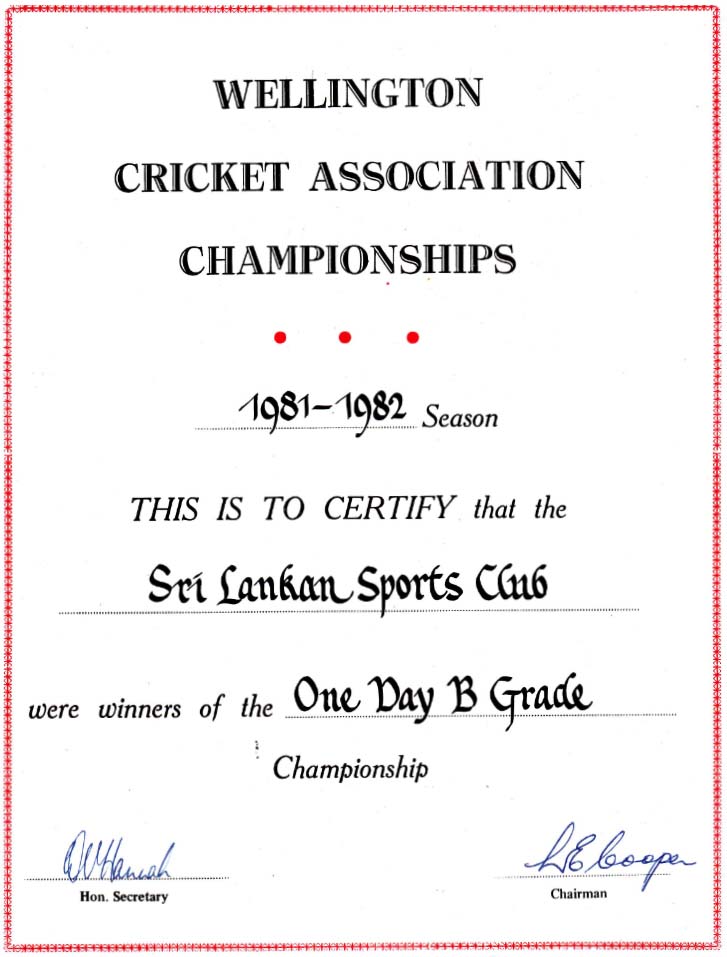 WELLINGTON
CRICKET ASSOCIATION
CHAMPIONSHIPS
1981-1982 Season
THIS IS TO CERTIFY that the
Sri Lankan Sports Club
were winners of the One Day B Grade
Championship
L E Cooper
Hon. Secretary
Chairman